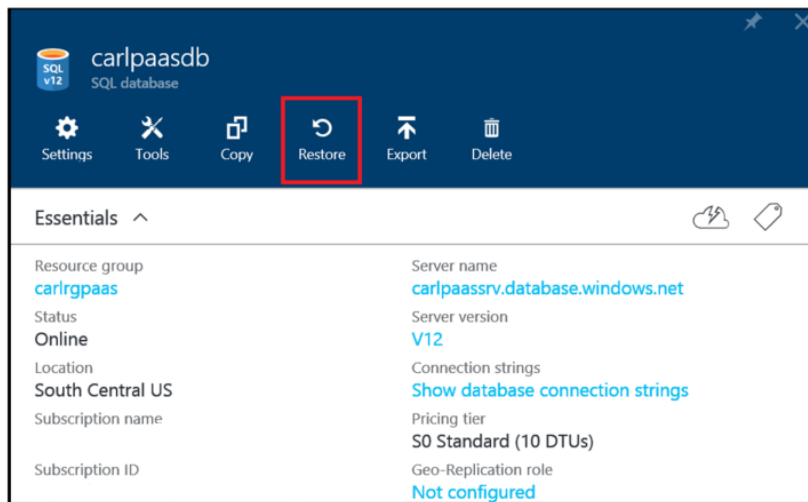 carlpaasdb
SQL
v12
SQL database
Settings Tools Copy Restore Export Delete
Essentials
Resource group
carlrgpaas
Status
Online
Location
South Central US
Subscription name
Subscription ID
Server name
carlpaassrv.database.windows.net
Server version
V12
Connection strings
Show database connection strings
Pricing tier
S0 Standard (10 DTUs)
Geo-Replication role
Not configured